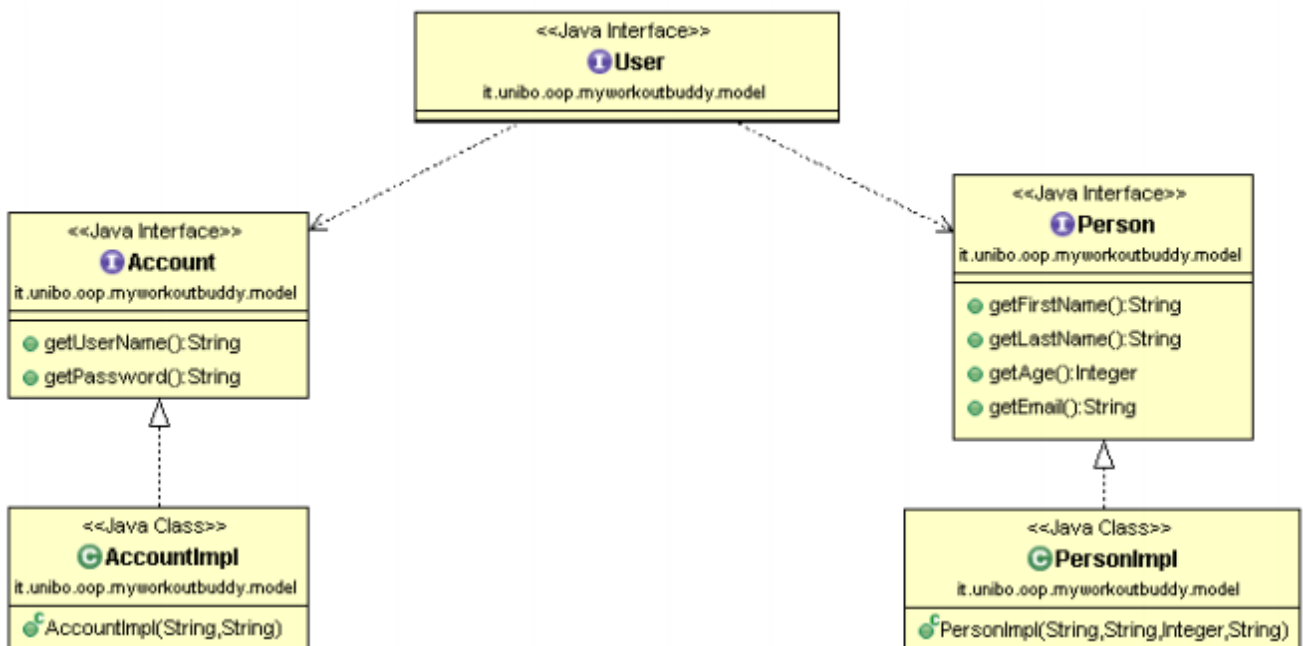 <<Java Interface>>
User
it.unibo.oop.myworkoutbuddy.model
<<Java Interface>>
Account
it.unibo.oop.myworkoutbuddy.model
getUserName():String
getPassword():String
<<Java Interface>>
Person
it.unibo.oop.myworkoutbuddy.model
getFirstName():String
getLastName():String
getAge():Integer
getEmail():String
<<Java Class>>
AccountImpl
it.unibo.oop.myworkoutbuddy.model
AccountImpl(String,String)
<<Java Class>>
PersonImpl
it.unibo.oop.myworkoutbuddy.model
PersonImpl(String,String,Integer,String)